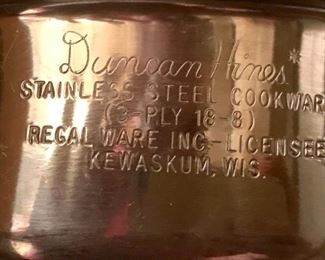 Duncan Hines*
STAINLESS STEEL COOKWAR
(3-PLY 18-8)
REGAL WARE INC.-LICENSEE
KEWASKUM, WIS.